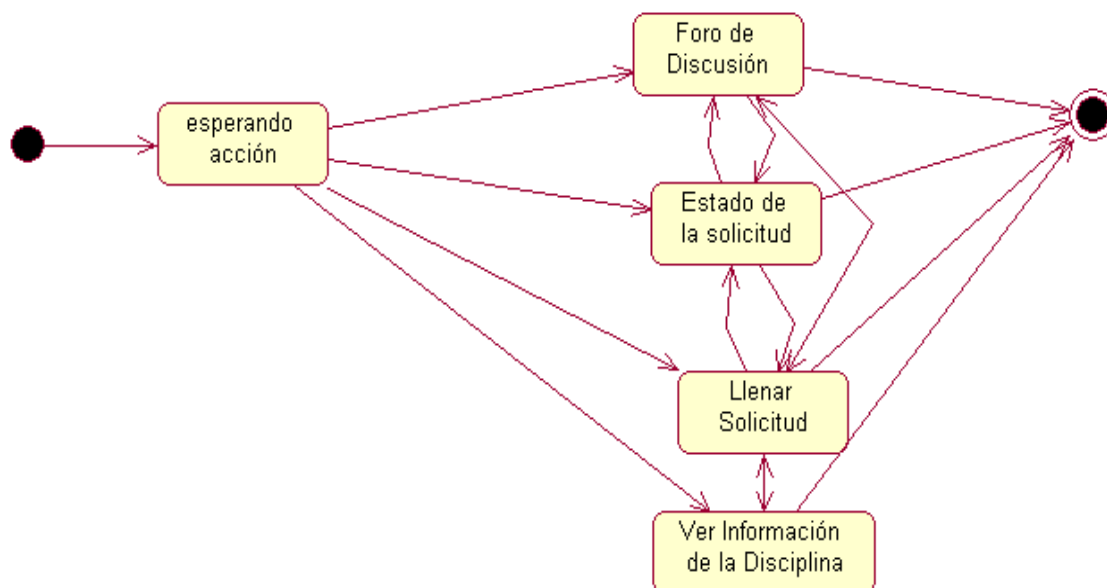 Foro de
Discusión
esperando
acción
Estado de
la solicitud
Llenar
Solicitud
Ver Información
de la Disciplina